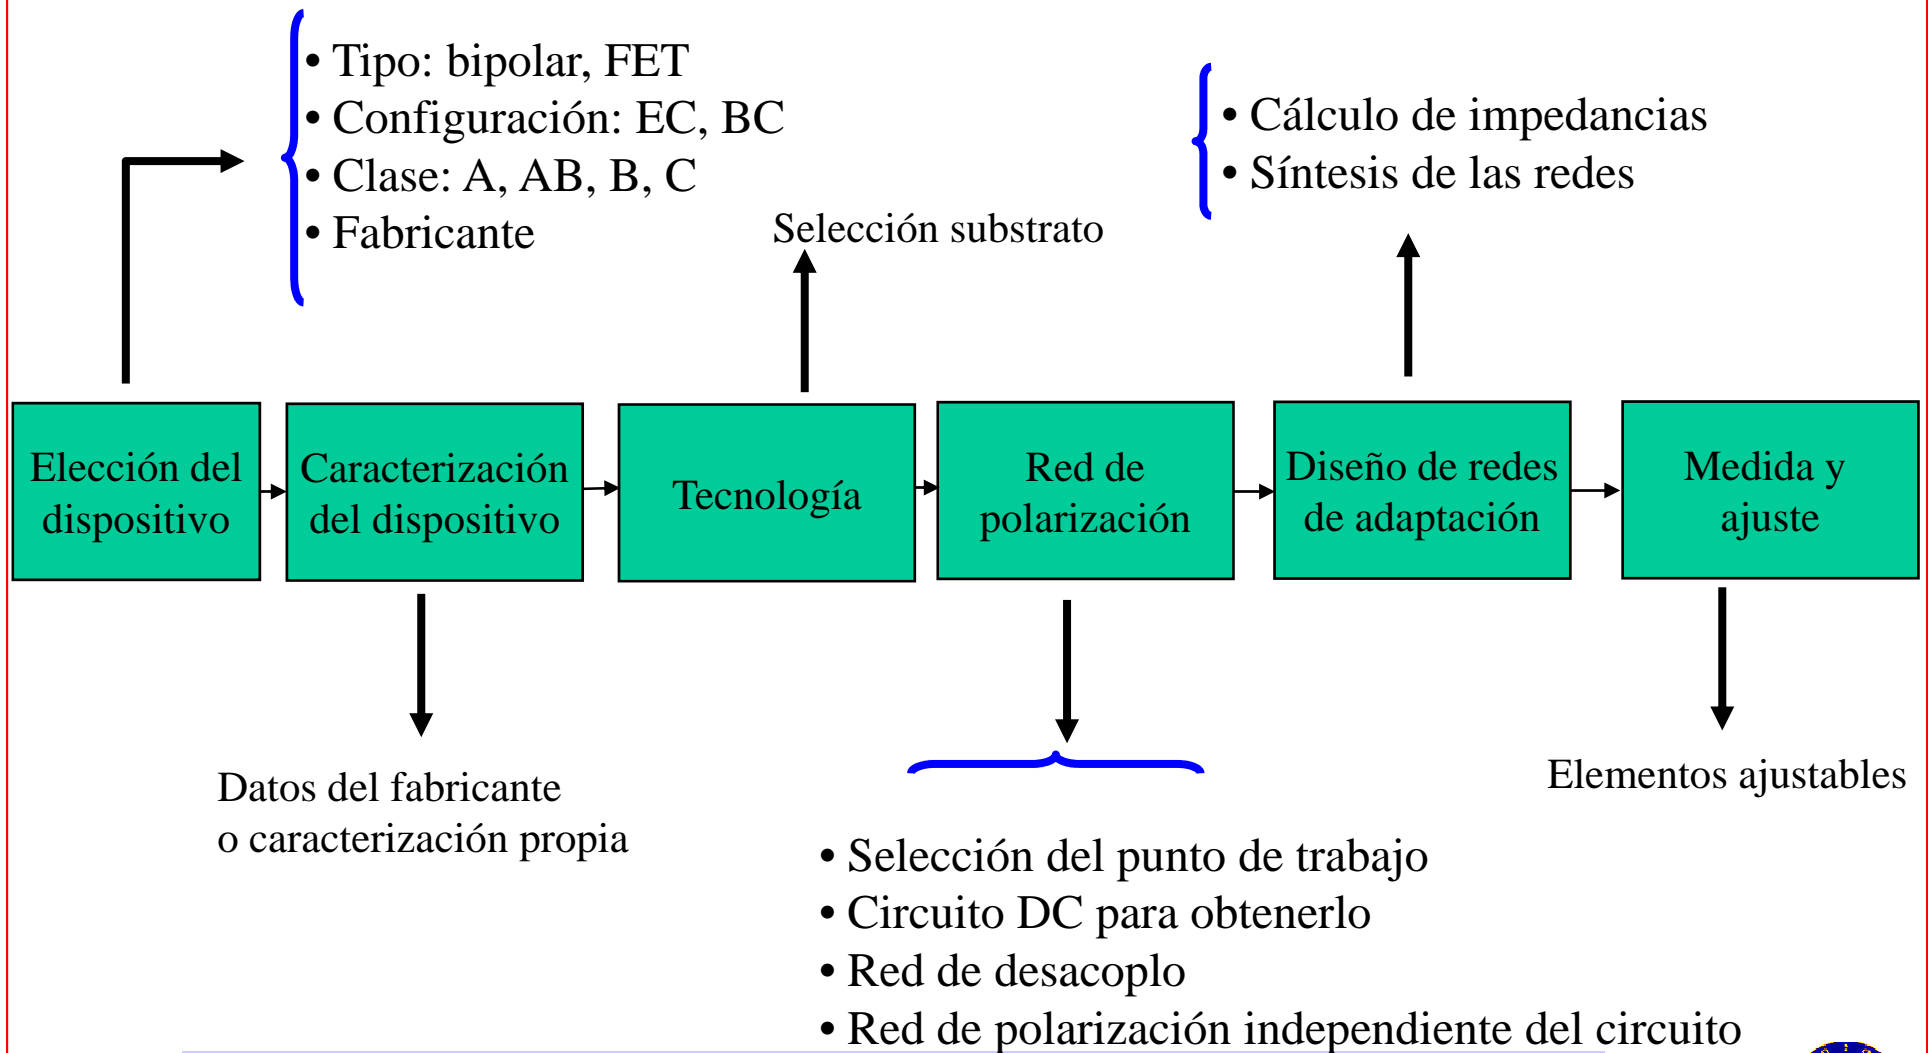 • Tipo: bipolar, FET
• Configuración: EC, BC
• Clase: A, AB, B, C
• Fabricante
Selección substrato
• Cálculo de impedancias
• Síntesis de las redes
Elección del
dispositivo
Caracterización
del dispositivo
Tecnología
Red de
polarización
Diseño de redes
de adaptación
Medida y
ajuste
Datos del fabricante
o caracterización propia
Elementos ajustables
• Selección del punto de trabajo
• Circuito DC para obtenerlo
• Red de desacoplo
• Red de polarización independiente del circuito